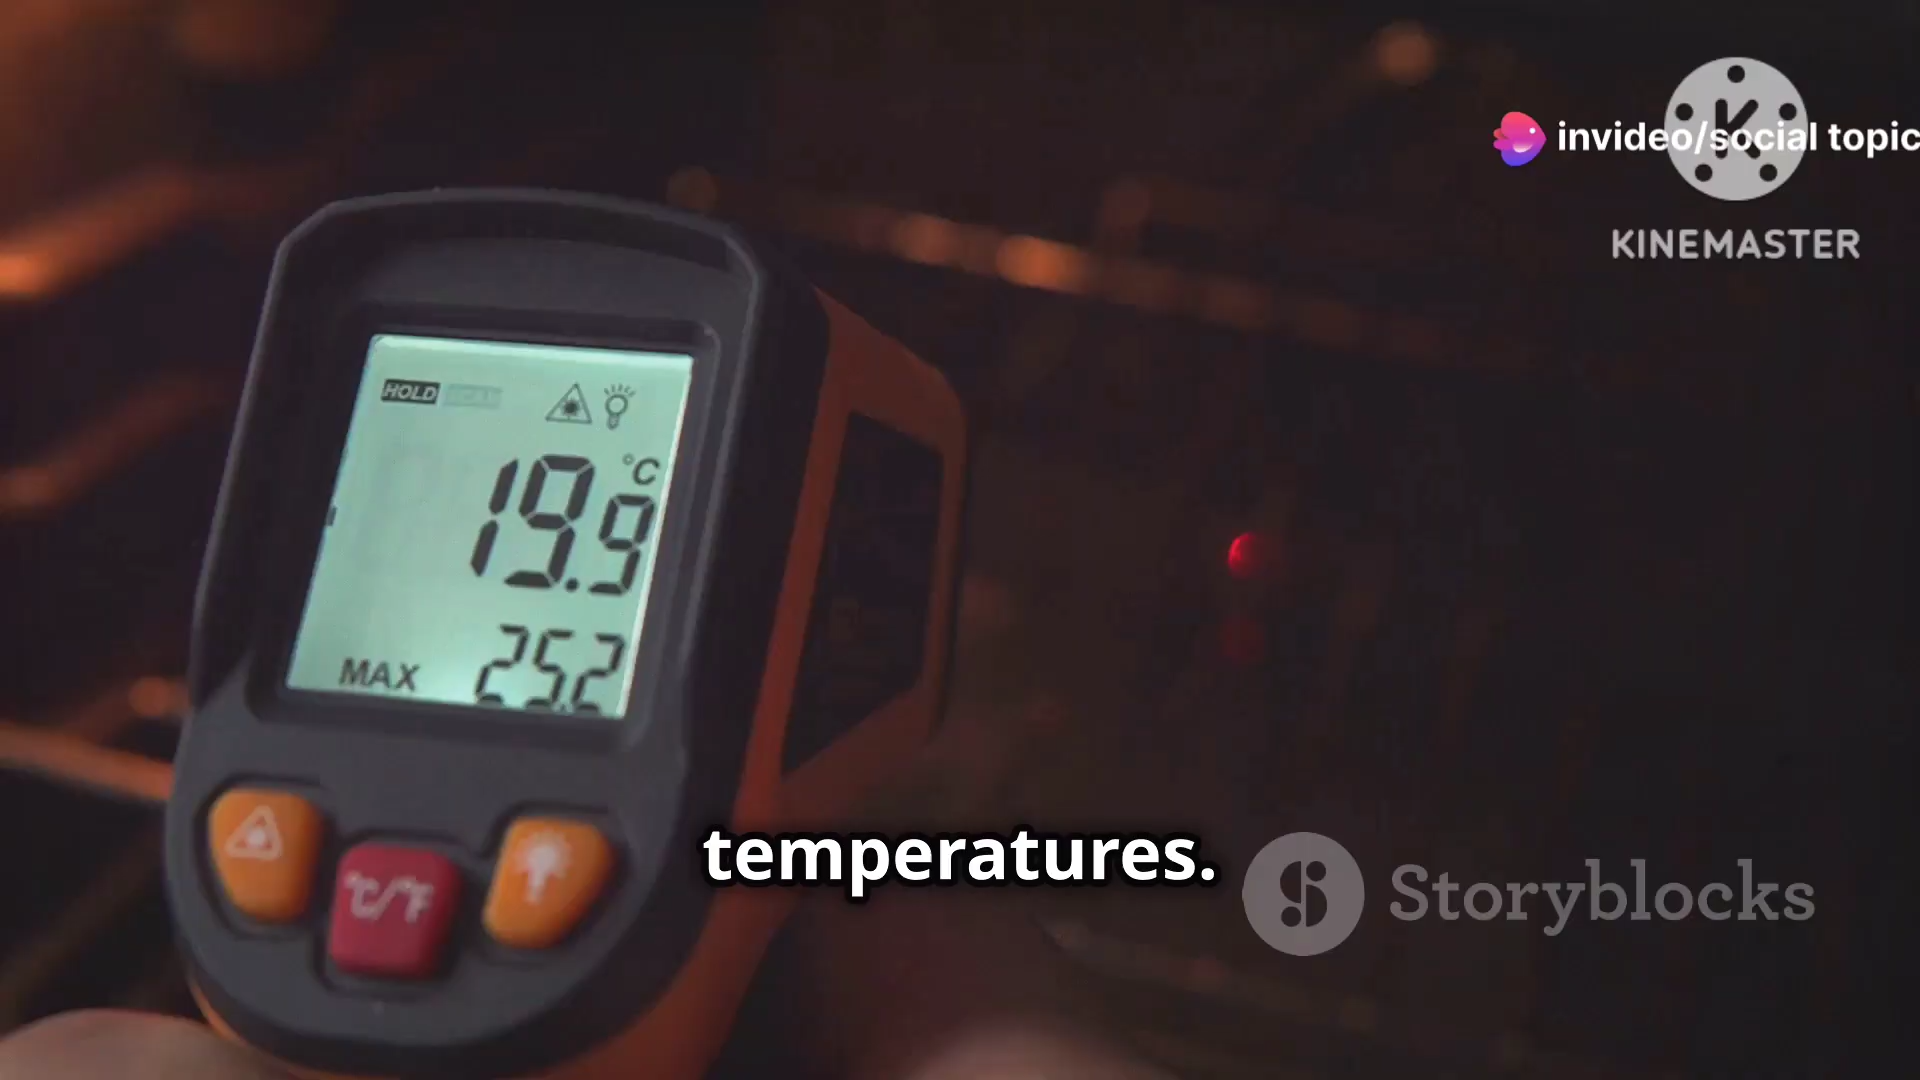 invideo/social topic
KINEMASTER
HOLD
°C
19.9
MAX 25.2
°C/°F
temperatures.
Storyblocks